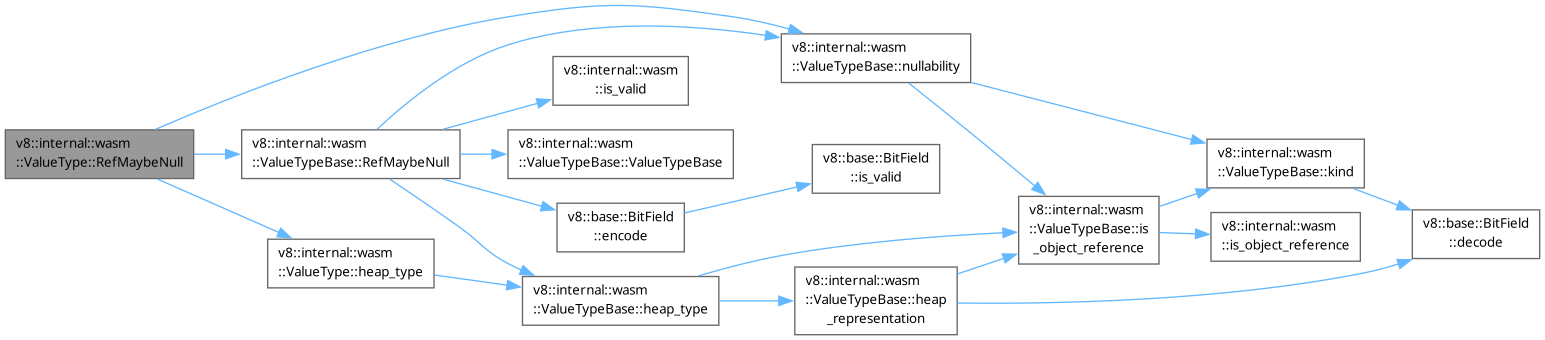 v8::internal::wasm
::ValueType::RefMaybeNull
v8::internal::wasm
::ValueTypeBase::RefMaybeNull
v8::internal::wasm
::ValueType::heap_type
v8::internal::wasm
::is_valid
v8::internal::wasm
::ValueTypeBase::ValueTypeBase
v8::base::BitField
::encode
v8::internal::wasm
::ValueTypeBase::heap_type
v8::internal::wasm
::ValueTypeBase::nullability
v8::base::BitField
::is_valid
v8::internal::wasm
::ValueTypeBase::heap
_representation
v8::internal::wasm
::ValueTypeBase::is
_object_reference
v8::internal::wasm
::ValueTypeBase::kind
v8::internal::wasm
::is_object_reference
v8::base::BitField
::decode